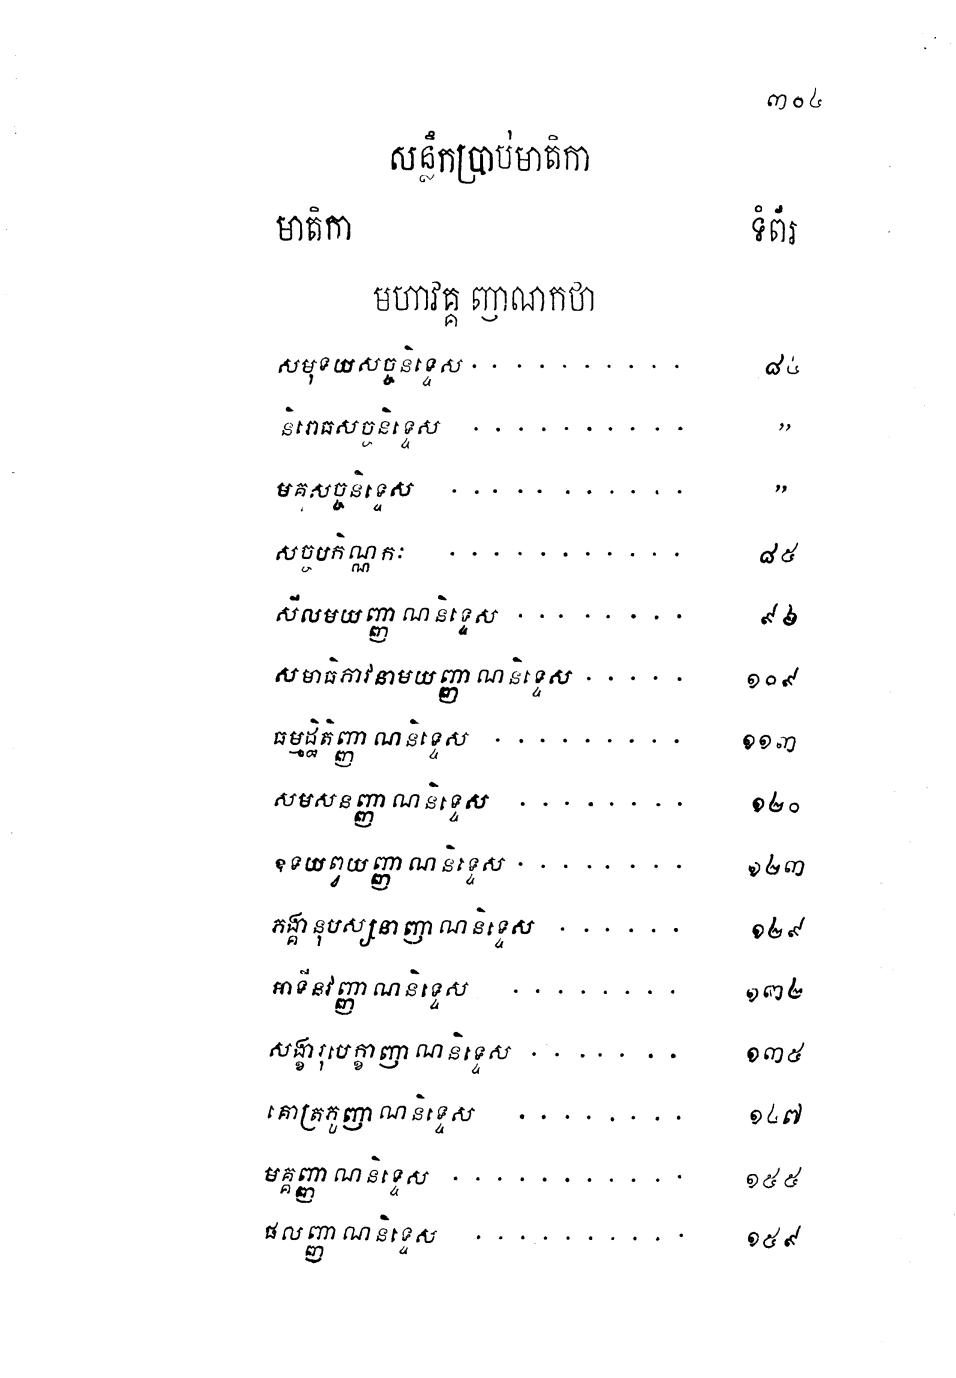 ៣០៤
សន្លឹកប្រាប់មាតិកា
មាតិកា ទំព័រ
មហាវគ្គ ញាណកថា
សមុទយសច្ចនិទ្ទេស . . . . . . . . . . ៨៤
និរោធសច្ចនិទ្ទេស . . . . . . . . . . ”
មគ្គសច្ចនិទ្ទេស . . . . . . . . . . . ”
សច្ចបកិណ្ណកៈ . . . . . . . . . . . ៨៥
សីលមយញ្ញាណនិទ្ទេស . . . . . . . . ៩៦
សមាធិភាវនាមយញ្ញាណនិទ្ទេស . . . . . ១០៩
ធម្មដ្ឋិតិញ្ញាណនិទ្ទេស . . . . . . . . . ១១៣
សមសនញ្ញាណនិទ្ទេស . . . . . . . . ១២០
ឧទយព្វយញ្ញាណនិទ្ទេស . . . . . . . . ១២៣
ភង្គានុបស្សនាញាណនិទ្ទេស . . . . . . ១២៩
អាទីនវញ្ញាណនិទ្ទេស . . . . . . . . ១៣២
សង្ខារុបេក្ខាញាណនិទ្ទេស . . . . . . . ១៣៥
គោត្រភូញាណនិទ្ទេស . . . . . . . . ១៤៧
មគ្គញ្ញាណនិទ្ទេស . . . . . . . . . . . ១៥៥
ផលញ្ញាណនិទ្ទេស . . . . . . . . . . ១៥៩